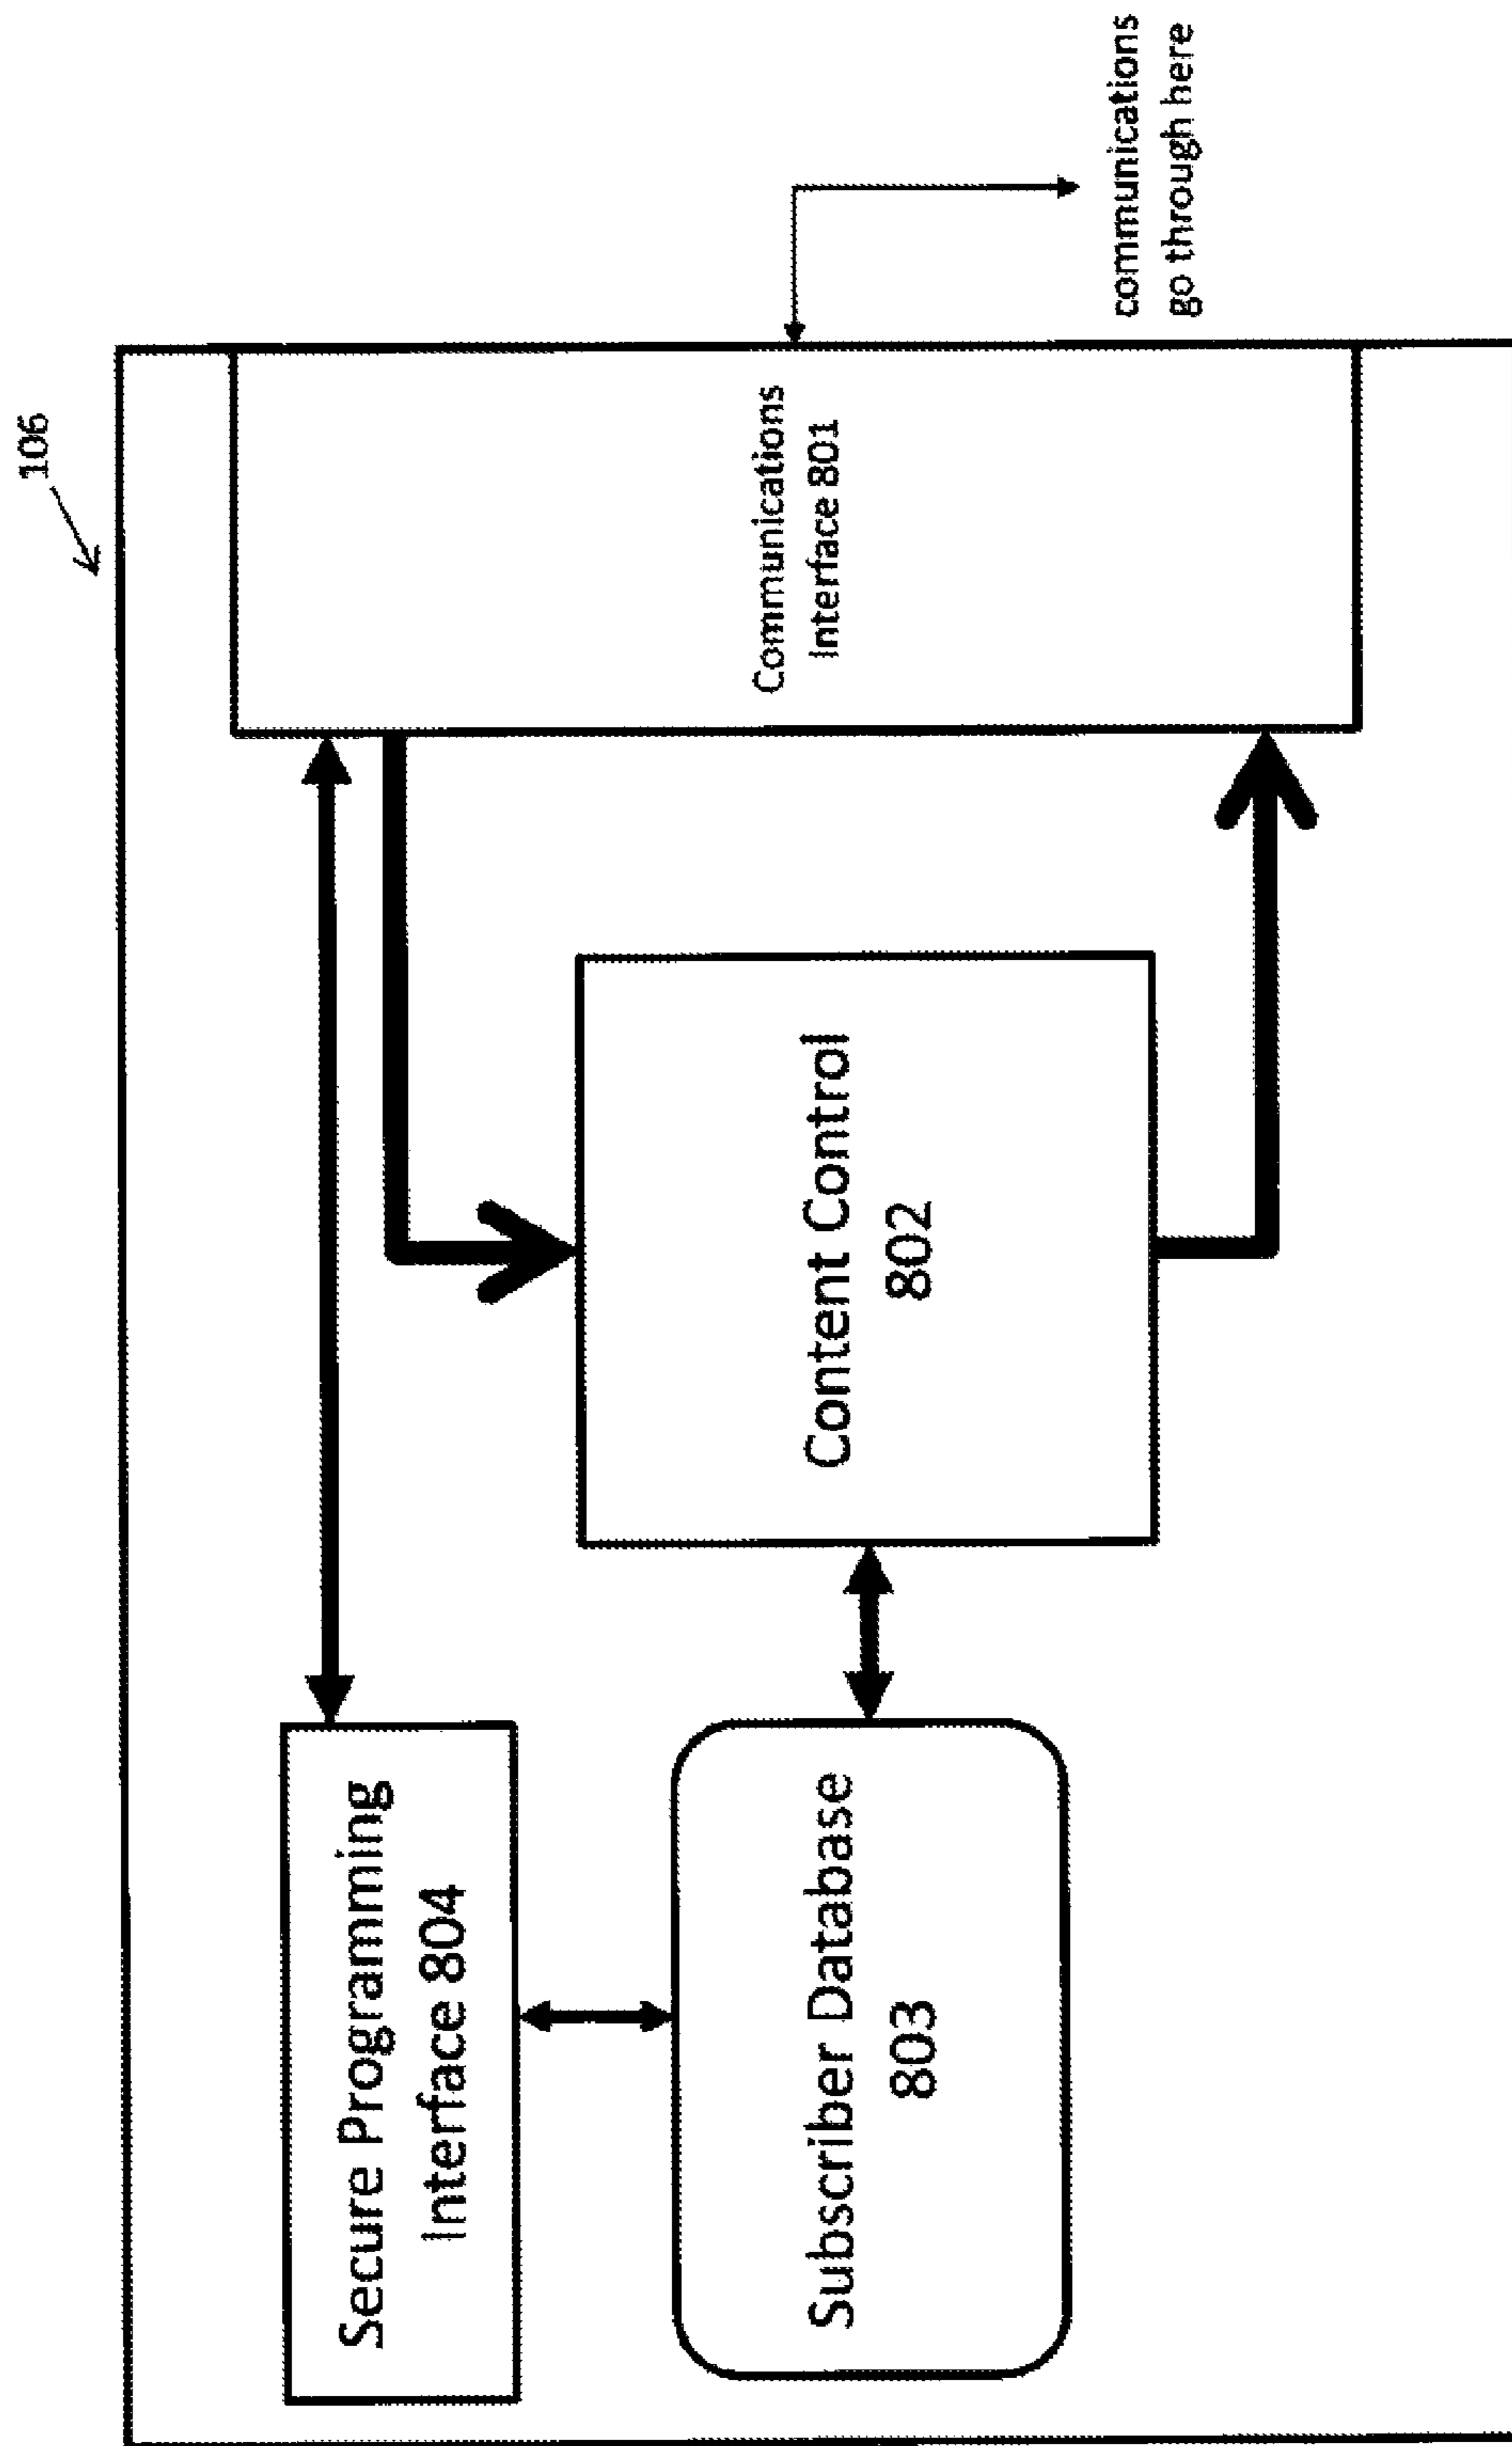 106
Secure Programming
Interface 804
Subscriber Database
803
Content Control
802
Communications
Interface 801
communications
go through here